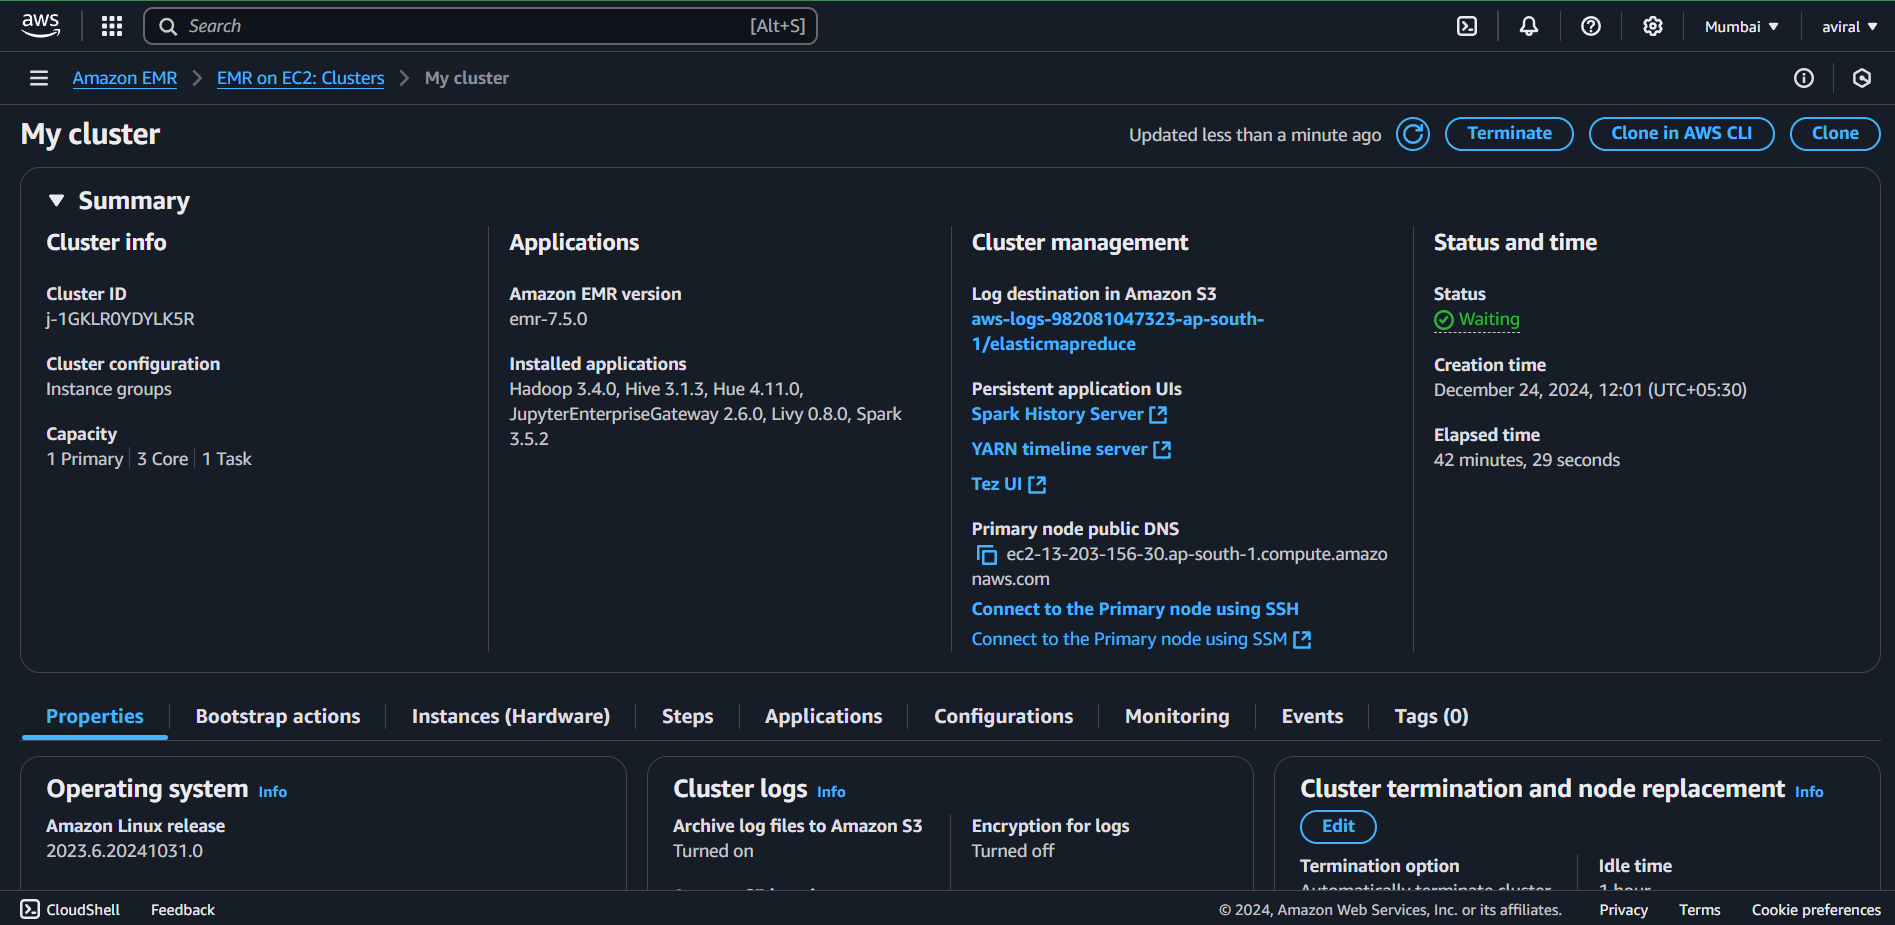 aws
Search [Alt+S]
Mumbai
aviral
Amazon EMR
EMR on EC2: Clusters
My cluster
My cluster
Updated less than a minute ago
Terminate
Clone in AWS CLI
Clone
Summary
Cluster info
Cluster ID
j-1GKLR0YDYLK5R
Cluster configuration
Instance groups
Capacity
1 Primary 3 Core 1 Task
Applications
Amazon EMR version
emr-7.5.0
Installed applications
Hadoop 3.4.0, Hive 3.1.3, Hue 4.11.0,
JupyterEnterpriseGateway 2.6.0, Livy 0.8.0, Spark
3.5.2
Cluster management
Log destination in Amazon S3
aws-logs-982081047323-ap-south-
1/elasticmapreduce
Persistent application UIs
Spark History Server
YARN timeline server
Tez UI
Primary node public DNS
ec2-13-203-156-30.ap-south-1.compute.amazo
naws.com
Connect to the Primary node using SSH
Connect to the Primary node using SSM
Status and time
Status
Waiting
Creation time
December 24, 2024, 12:01 (UTC+05:30)
Elapsed time
42 minutes, 29 seconds
Properties
Bootstrap actions
Instances (Hardware)
Steps
Applications
Configurations
Monitoring
Events
Tags (0)
Operating system Info
Amazon Linux release
2023.6.20241031.0
Cluster logs Info
Archive log files to Amazon S3
Turned on
Encryption for logs
Turned off
Cluster termination and node replacement Info
Edit
Termination option
Automatically terminate cluster
Idle time
1 hour
CloudShell
Feedback
© 2024, Amazon Web Services, Inc. or its affiliates.
Privacy
Terms
Cookie preferences